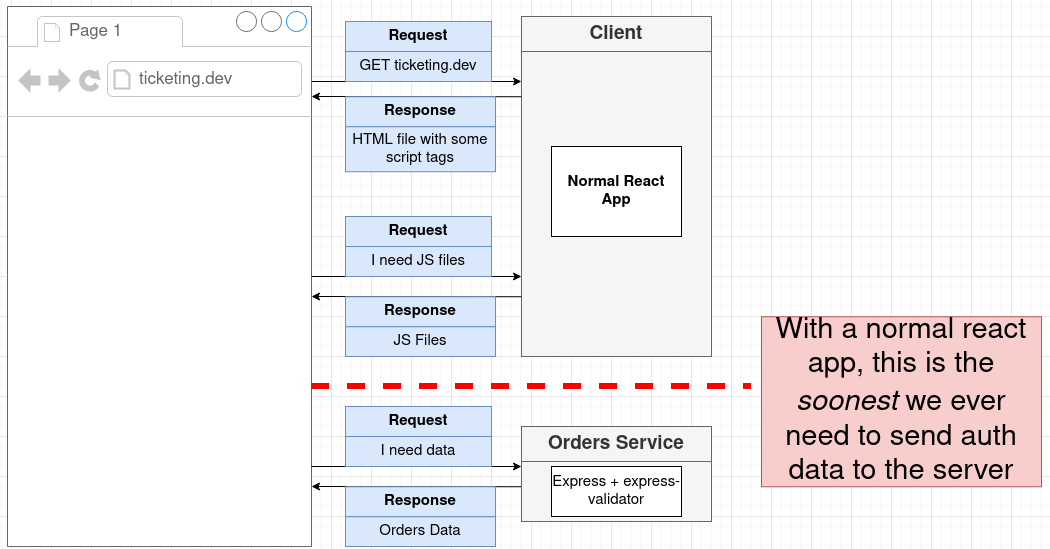 Page 1
ticketing.dev
Request
GET ticketing.dev
Response
HTML file with some
script tags
Client
Normal React
App
Request
I need JS files
Response
JS Files
With a normal react
app, this is the
soonest we ever
need to send auth
data to the server
Request
I need data
Response
Orders Data
Orders Service
Express + express-
validator